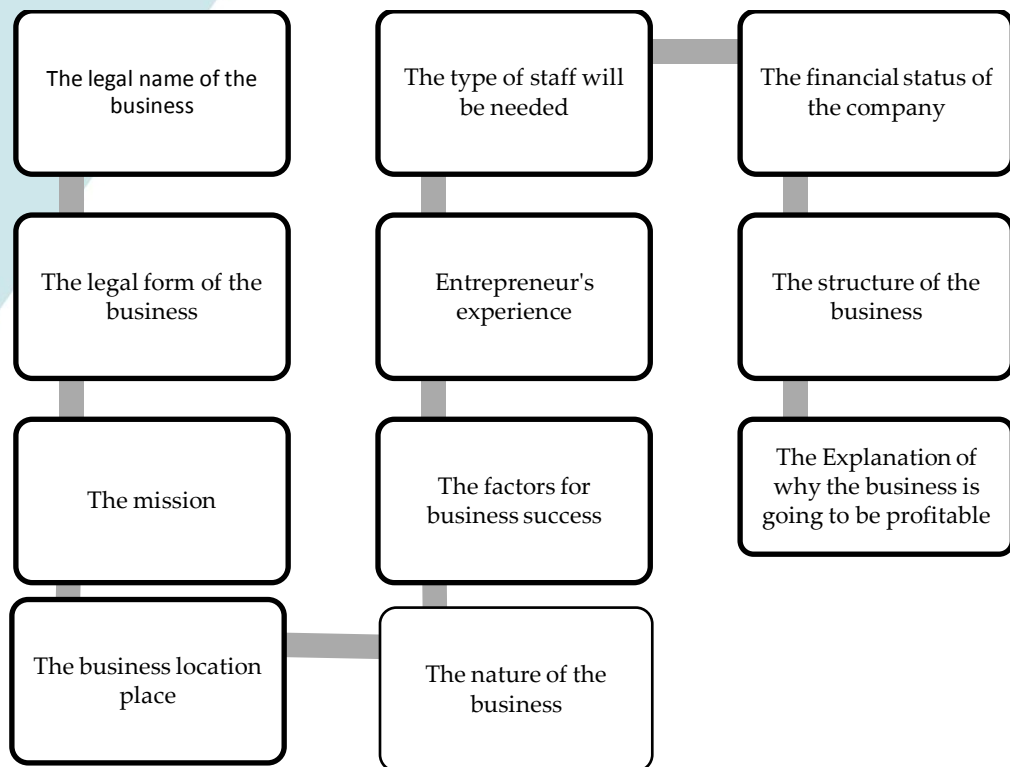 The legal name of the
business
The legal form of the
business
The mission
The business location
place
The nature of the
business
The factors for
business success
Entrepreneur's
experience
The type of staff will
be needed
The financial status of
the company
The structure of the
business
The Explanation of
why the business is
going to be profitable